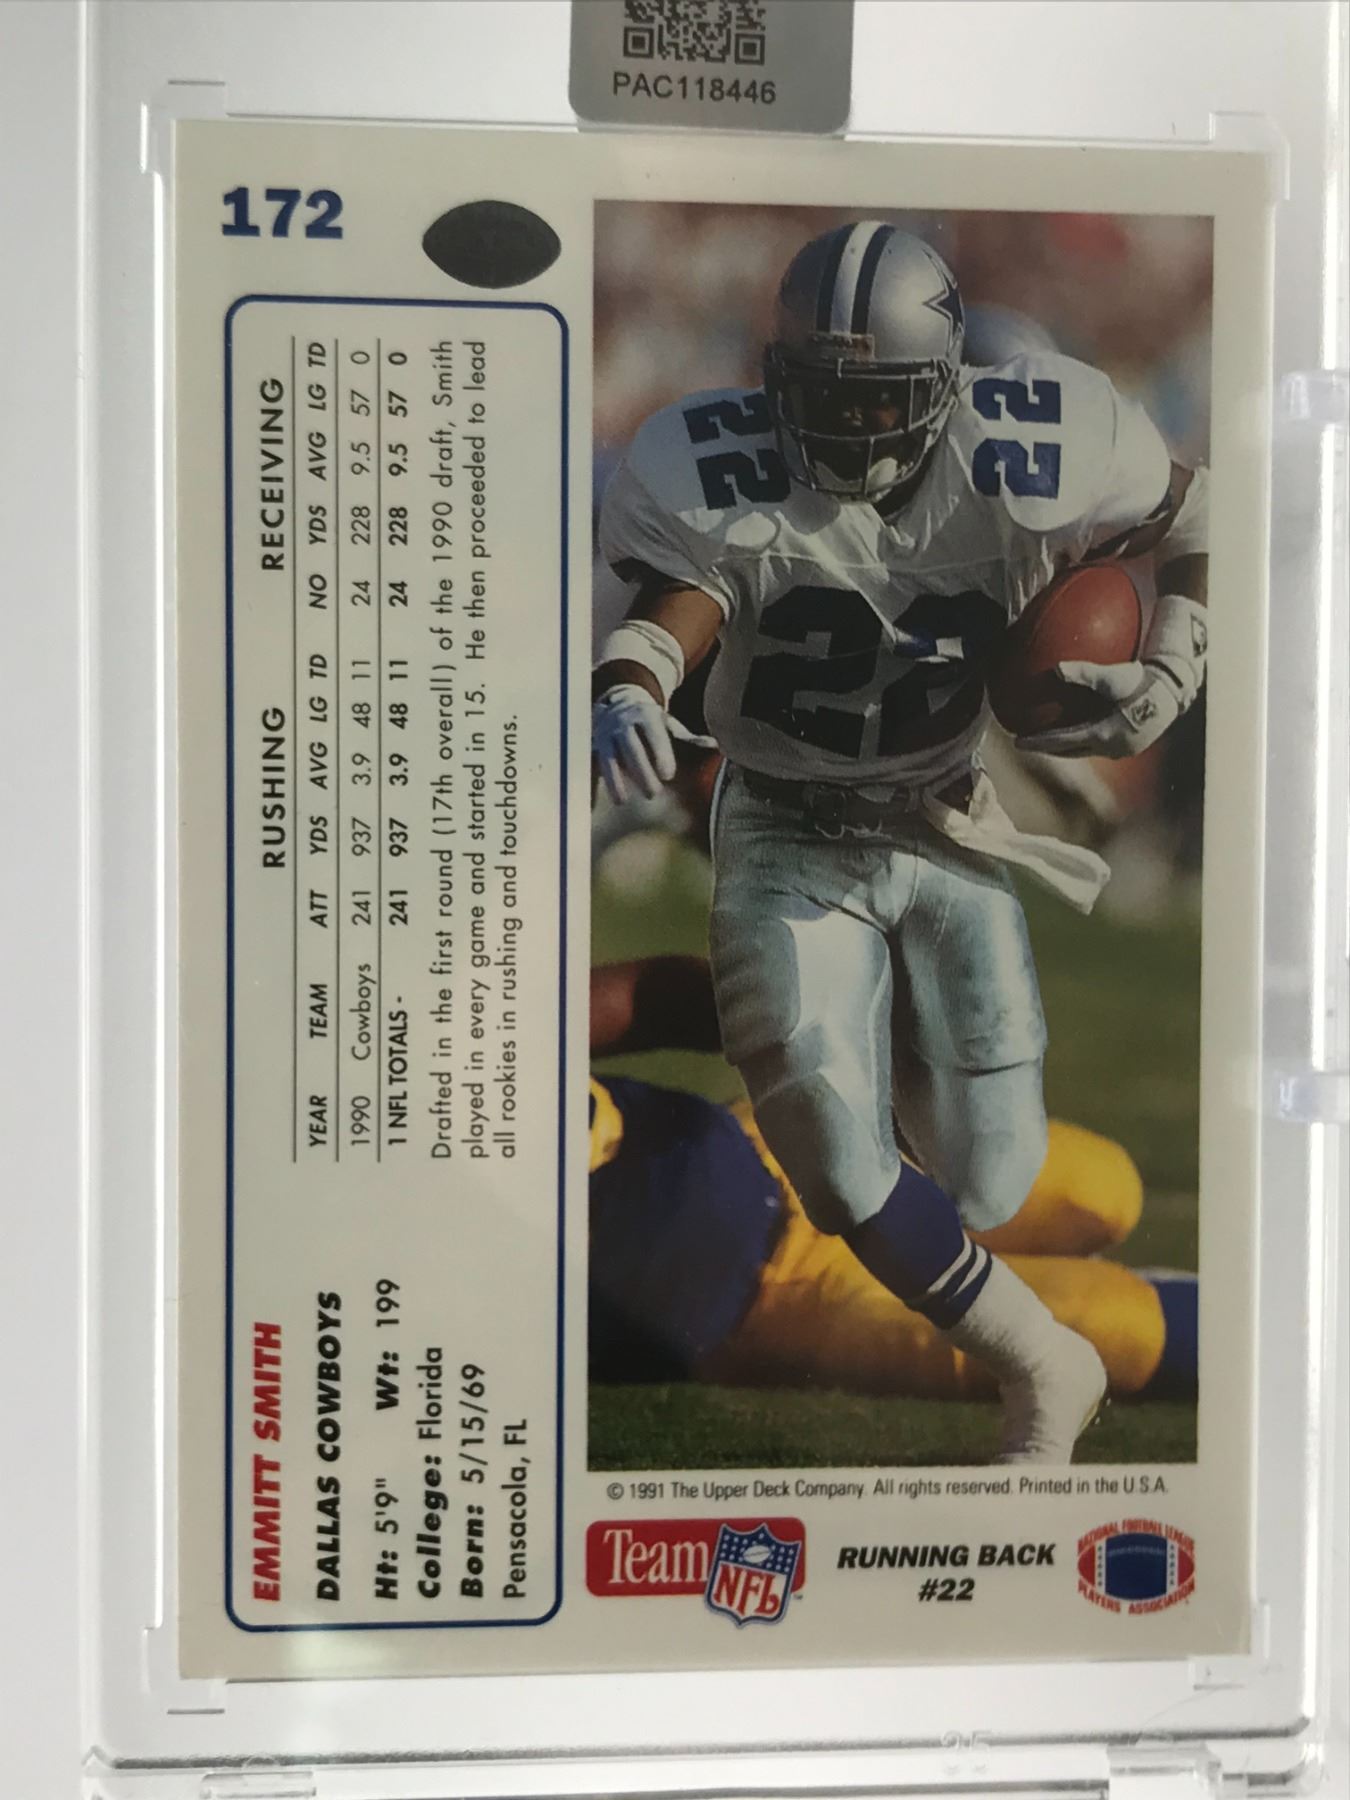 PAC118446
172
EMMITT SMITH
DALLAS COWBOYS
Ht: 5'9" Wt: 199
College: Florida
Born: 5/15/69
Pensacola, FL
RUSHING RECEIVING
YEAR TEAM ATT YDS AVG LG TD NO YDS AVG LG TD
1990 Cowboys 241 937 3.9 48 11 24 228 9.5 57 0
1 NFL TOTALS - 241 937 3.9 48 11 24 228 9.5 57 0
Drafted in the first round (17th overall) of the 1990 draft, Smith
played in every game and started in 15. He then proceeded to lead
all rookies in rushing and touchdowns.
22
22
22
© 1991 The Upper Deck Company. All rights reserved. Printed in the U.S.A.
Team NFL
RUNNING BACK
#22
NATIONAL FOOTBALL LEAGUE
PLAYERS ASSOCIATION